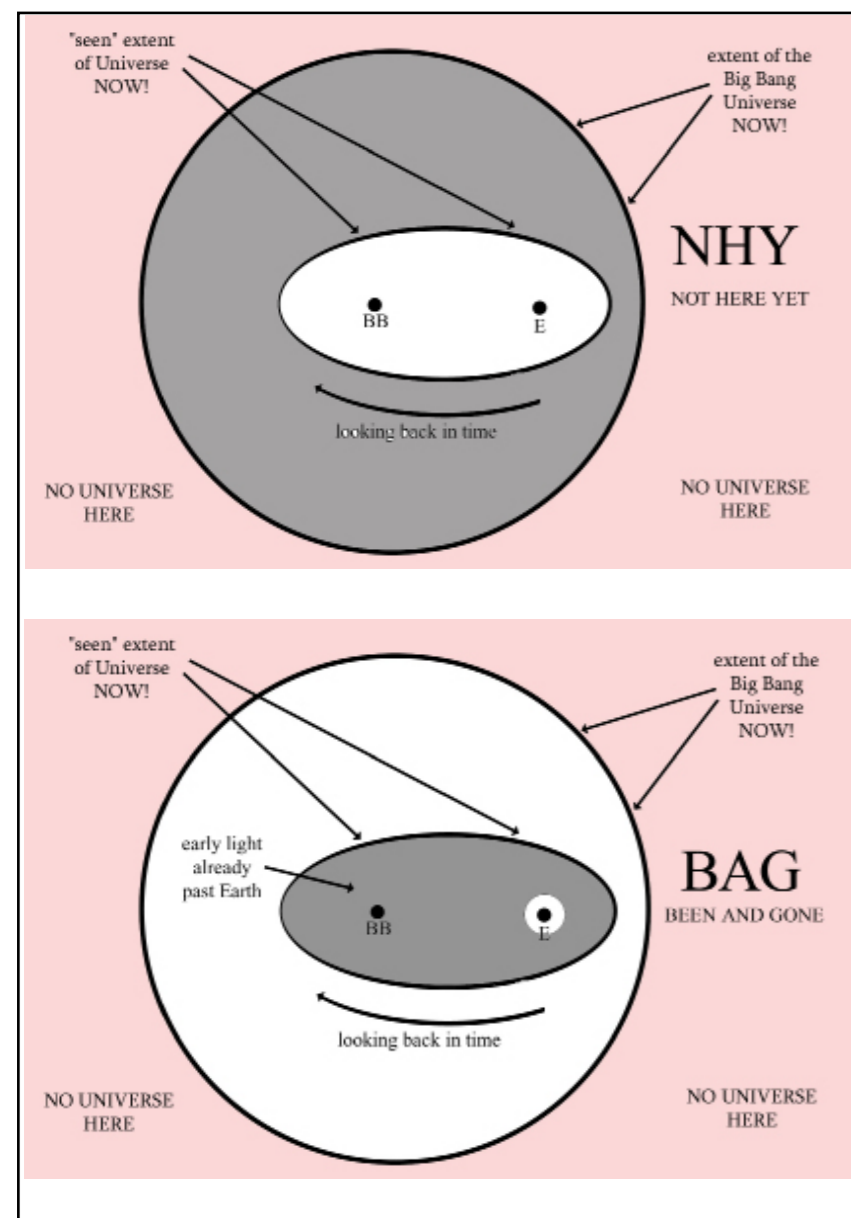 "seen" extent
of Universe
NOW!
extent of the
Big Bang
Universe
NOW!
NHY
NOT HERE YET
BB
E
looking back in time
NO UNIVERSE
HERE
NO UNIVERSE
HERE
"seen" extent
of Universe
NOW!
extent of the
Big Bang
Universe
NOW!
early light
already
past Earth
BAG
BEEN AND GONE
BB
E
looking back in time
NO UNIVERSE
HERE
NO UNIVERSE
HERE